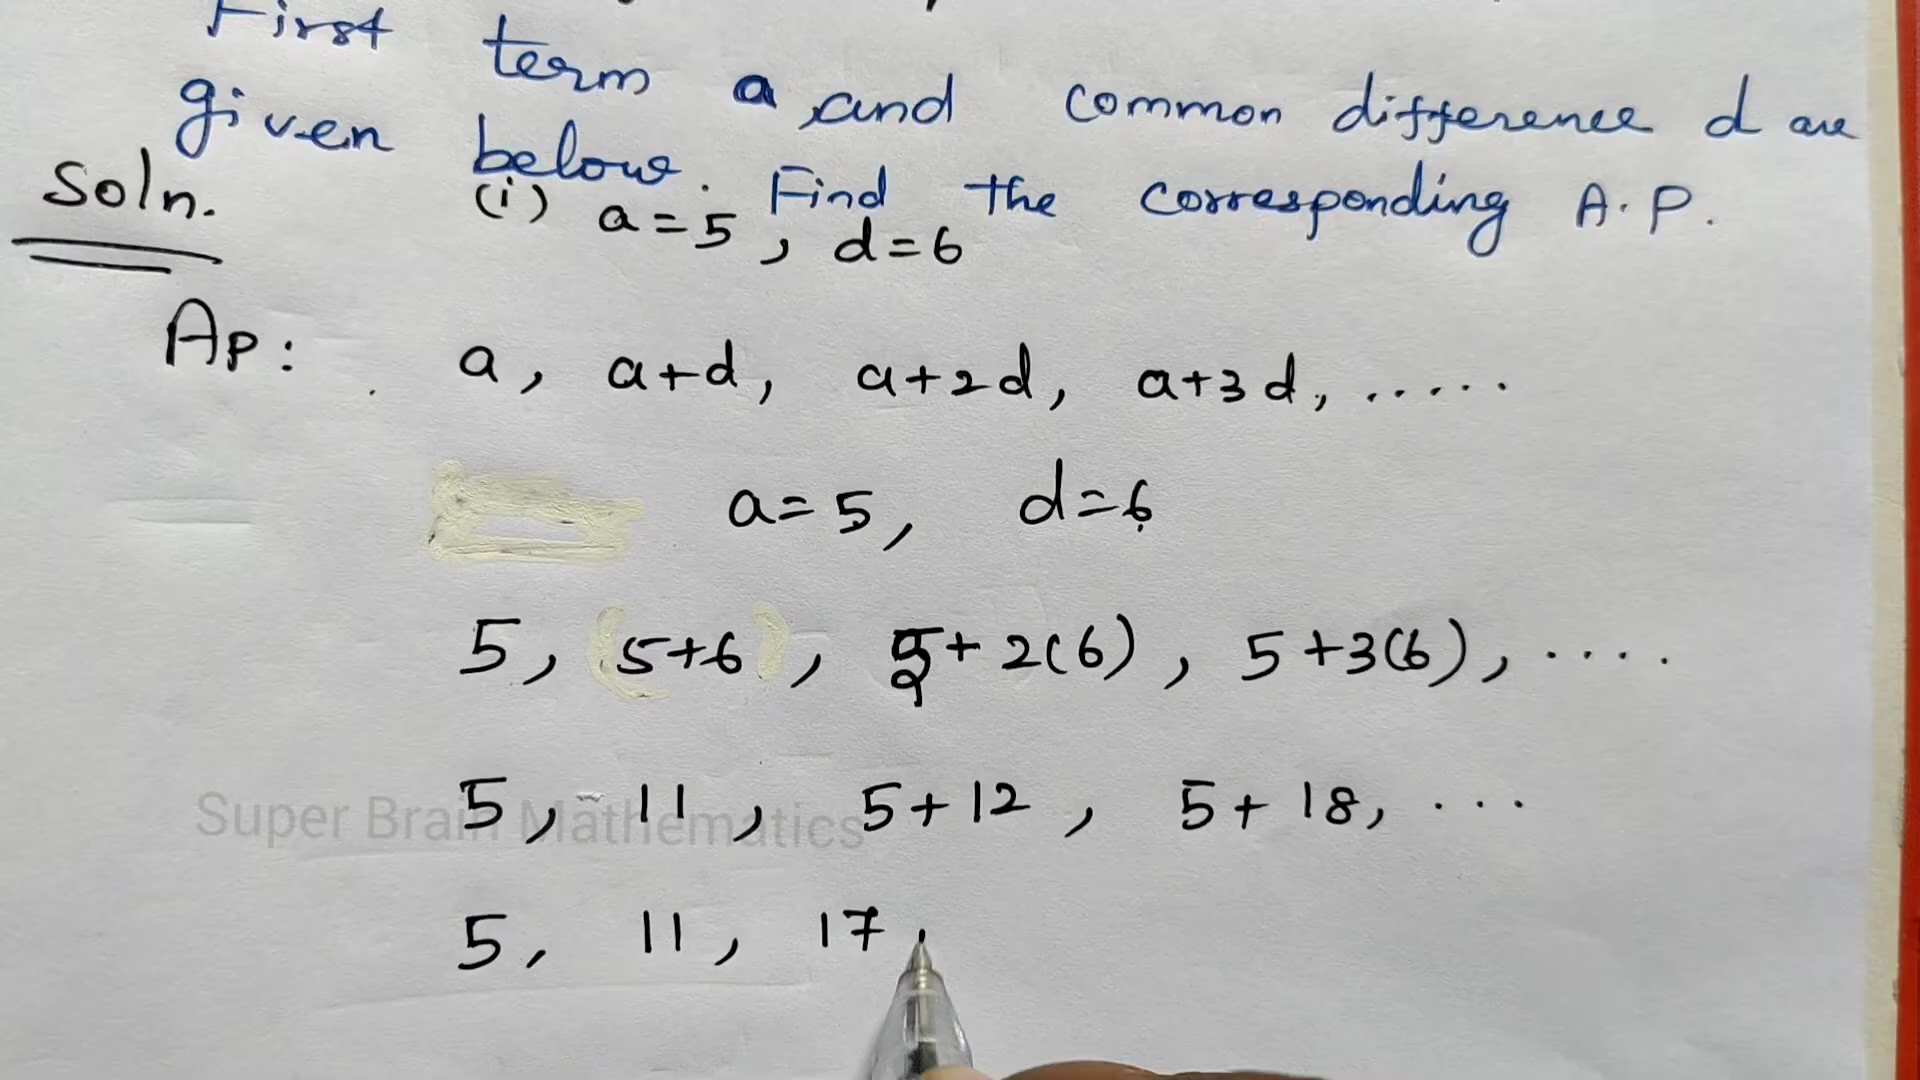 First term a and common difference d are
given below. Find the corresponding A.P.
Soln.
(i) a=5, d=6
AP: a, a+d, a+2d, a+3d, .....
a=5, d=6
5, 5+6, 5+2(6), 5+3(6), ....
5, 11, 5+12, 5+18, ...
Super Brain Mathematics
5, 11, 17,